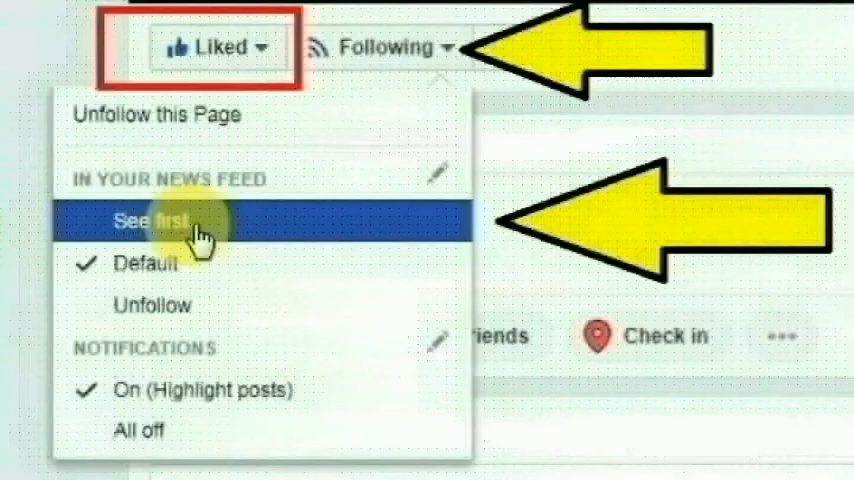 Liked Following
Unfollow this Page
IN YOUR NEWS FEED
See first
Default
Unfollow
riends Check in
NOTIFICATIONS
On (Highlight posts)
All off